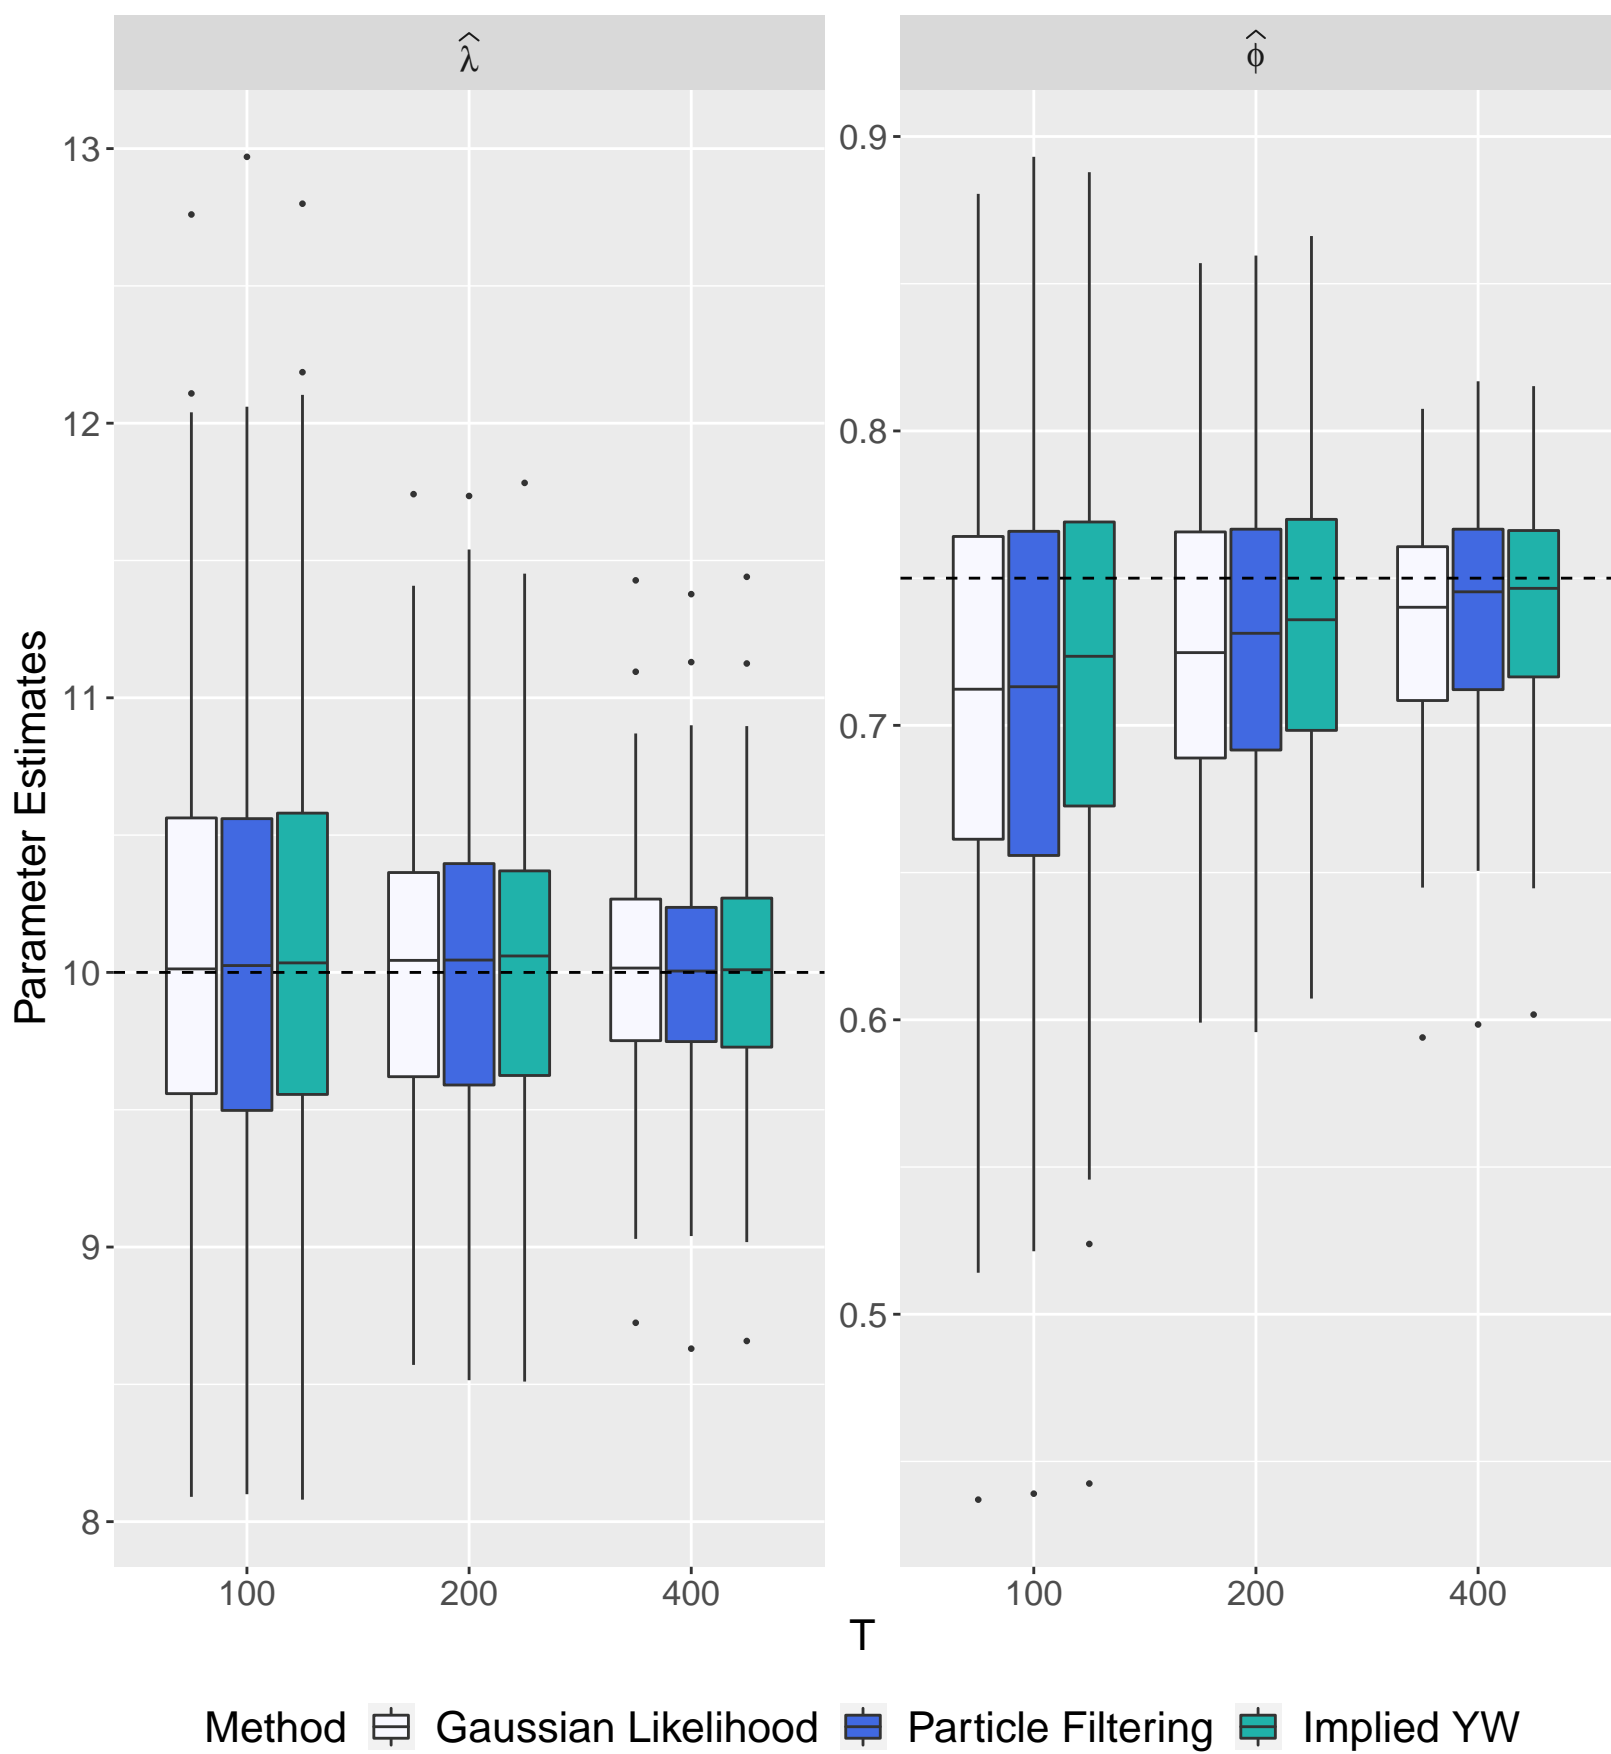 λ̂
ϕ̂
Parameter Estimates
13
12
11
10
9
8
0.9
0.8
0.7
0.6
0.5
100 200 400
100 200 400
T
Method Gaussian Likelihood Particle Filtering Implied YW